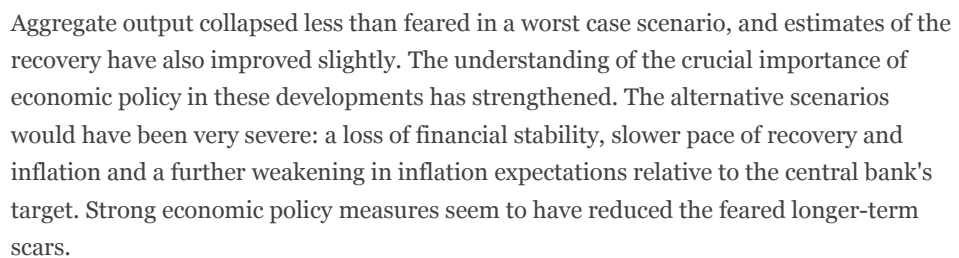 Aggregate output collapsed less than feared in a worst case scenario, and estimates of the
recovery have also improved slightly. The understanding of the crucial importance of
economic policy in these developments has strengthened. The alternative scenarios
would have been very severe: a loss of financial stability, slower pace of recovery and
inflation and a further weakening in inflation expectations relative to the central bank's
target. Strong economic policy measures seem to have reduced the feared longer-term
scars.